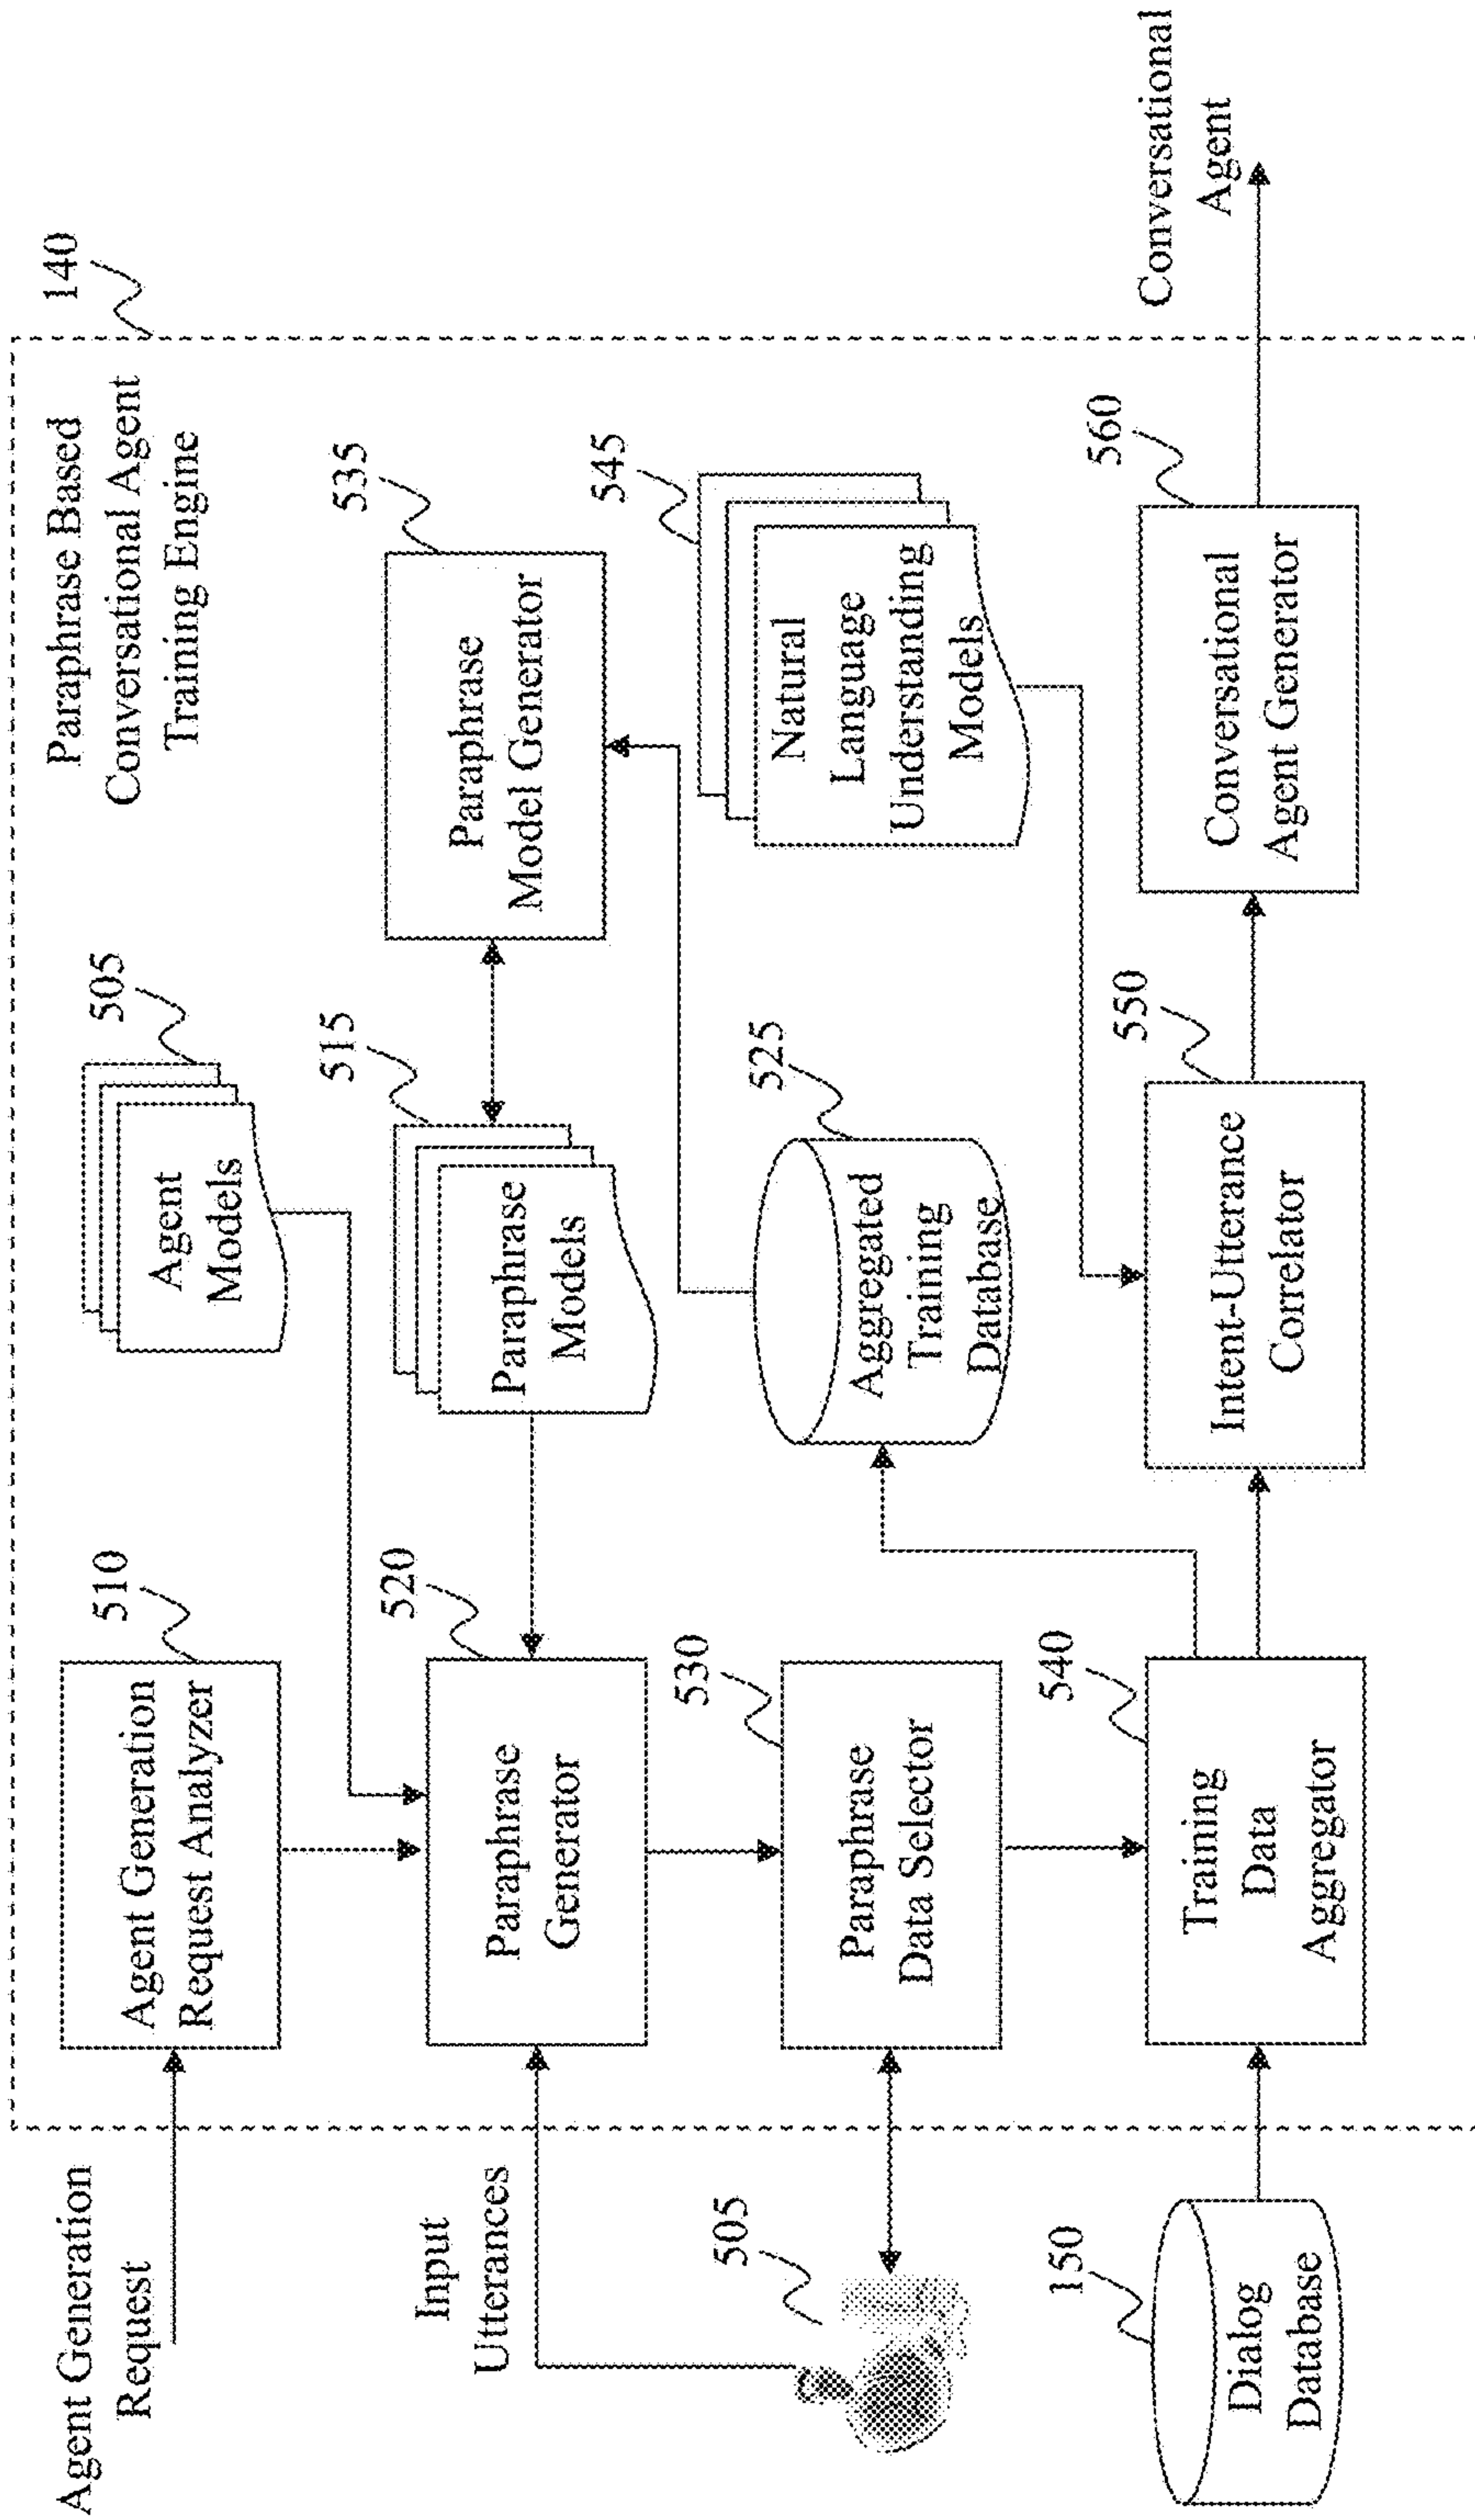 Paraphrase Based
Conversational Agent
Training Engine
140
Agent Generation
Request
Agent Generation
Request Analyzer
510
Agent
Models
505
Input
Utterances
Paraphrase
Generator
520
Paraphrase
Models
515
Paraphrase
Model Generator
535
505
Paraphrase
Data Selector
530
Aggregated
Training
Database
525
Natural
Language
Understanding
Models
545
Dialog
Database
150
Training
Data
Aggregator
540
Intent-Utterance
Correlator
550
Conversational
Agent Generator
560
Conversational
Agent